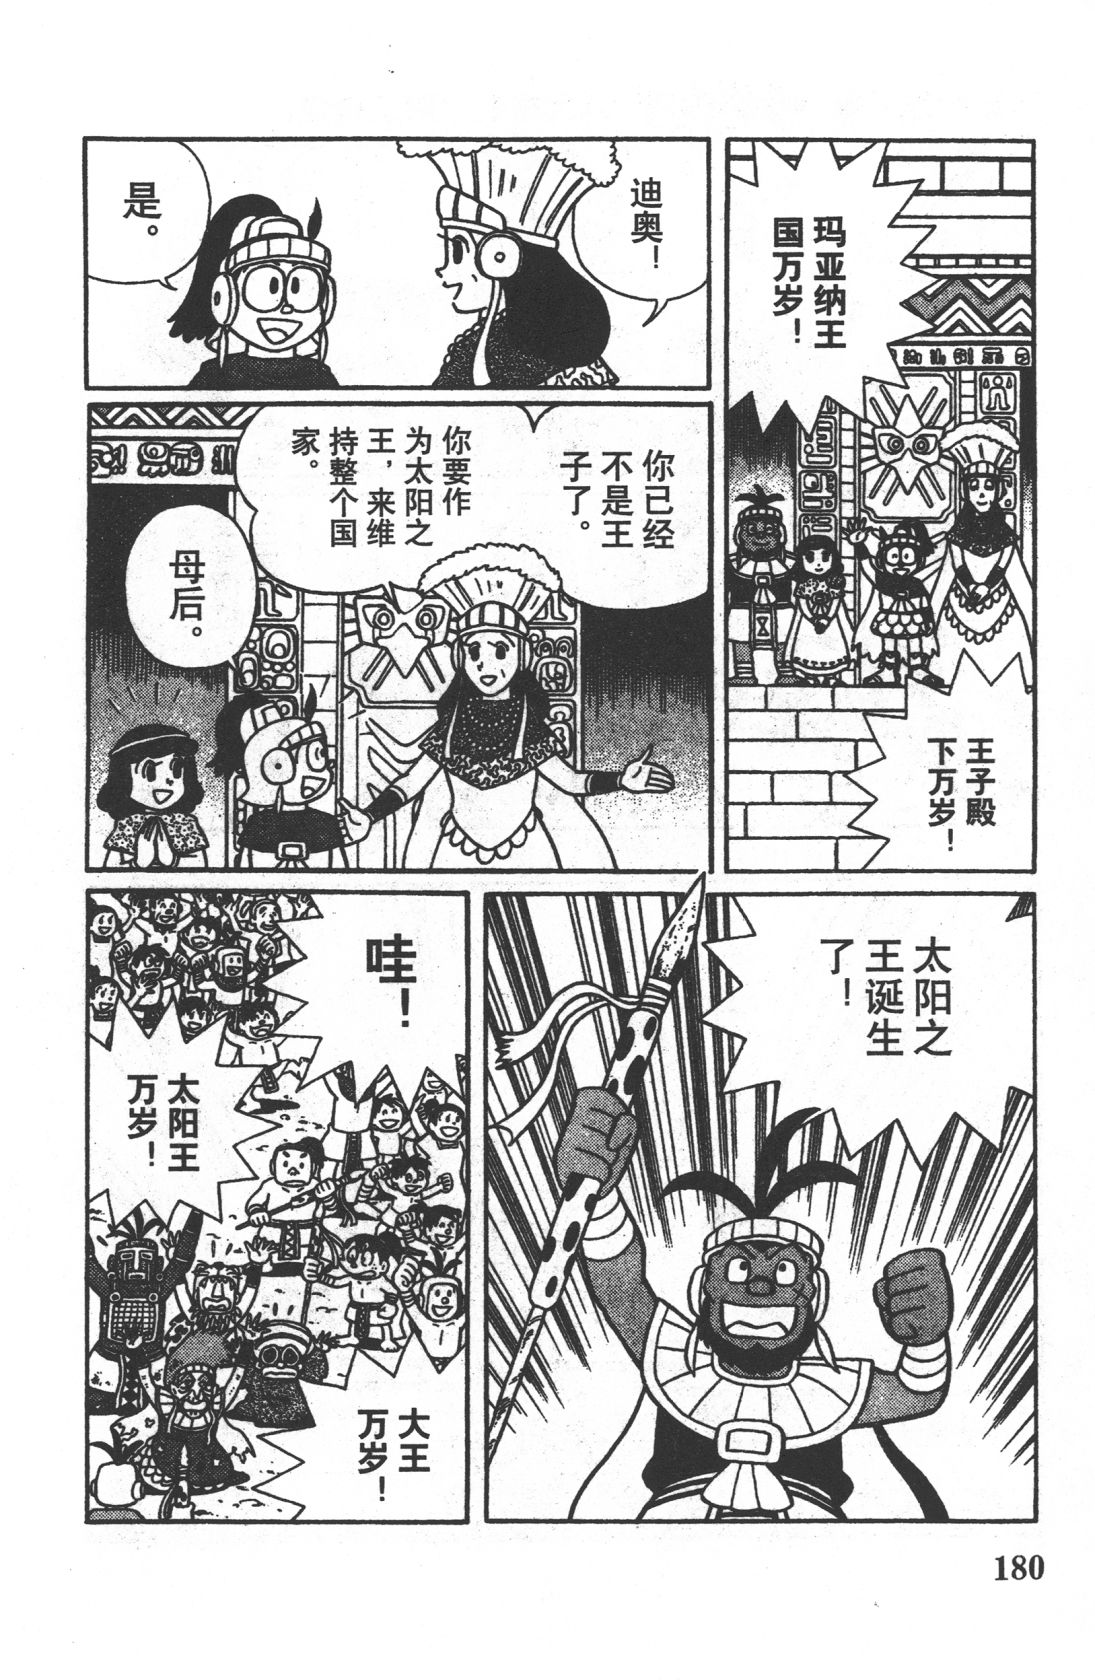 玛亚纳王
国万岁！
王子殿
下万岁！
迪奥！
是。
你已经
不是王
子了。
你要作
为太阳之
王，来维
持整个国
家。
母后。
太阳之
王诞生
了！
哇！
太阳王
万岁！
大王
万岁！
180